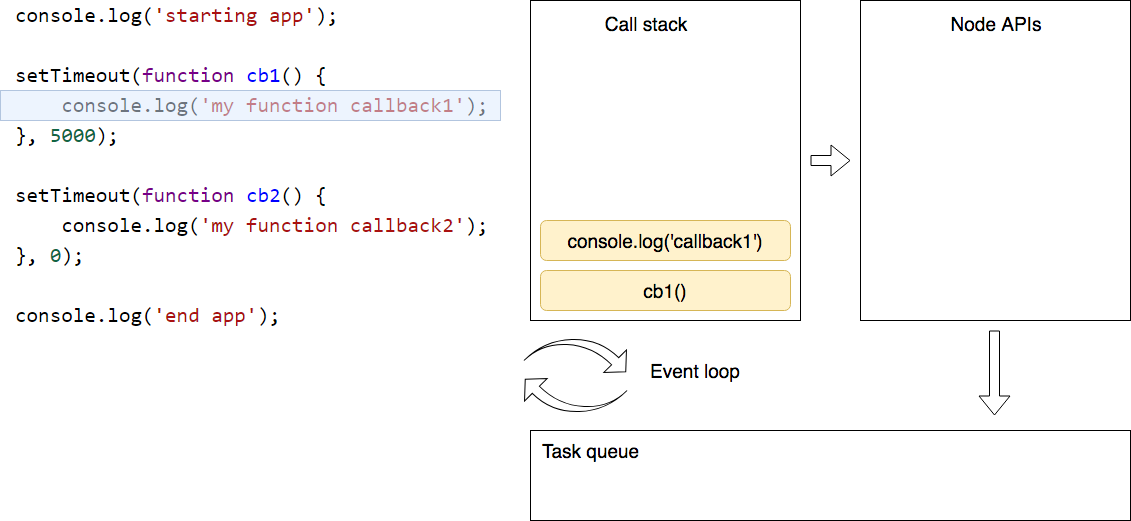 console.log('starting app');
setTimeout(function cb1() {
console.log('my function callback1');
}, 5000);
setTimeout(function cb2() {
console.log('my function callback2');
}, 0);
console.log('end app');
Call stack
console.log('callback1')
cb1()
Node APIs
Event loop
Task queue